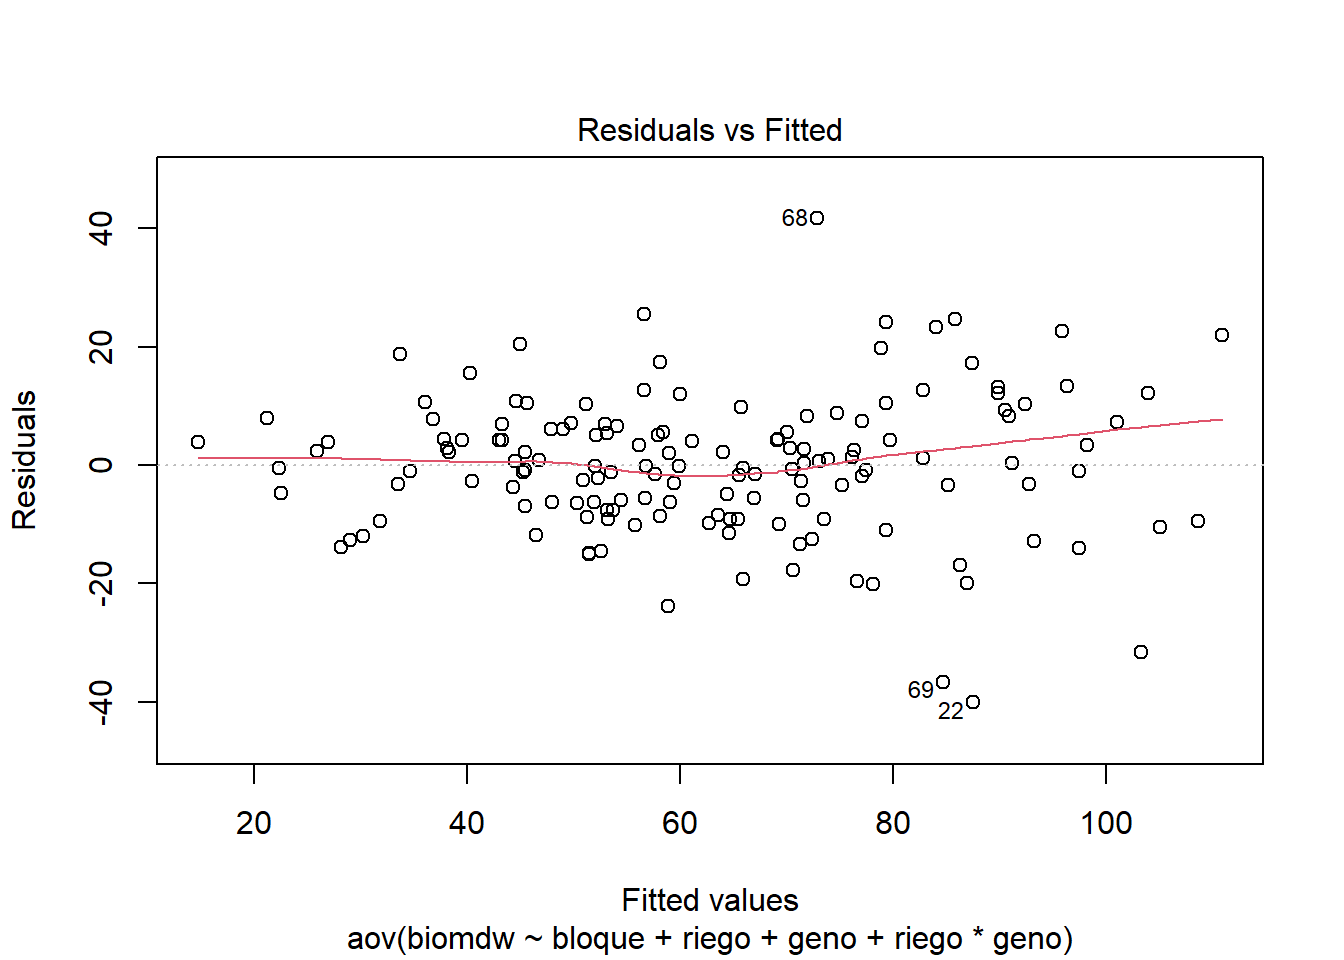 Residuals vs Fitted
Residuals
40
20
0
-20
-40
68
69
22
20 40 60 80 100
Fitted values
aov(biomdw ~ bloque + riego + geno + riego * geno)